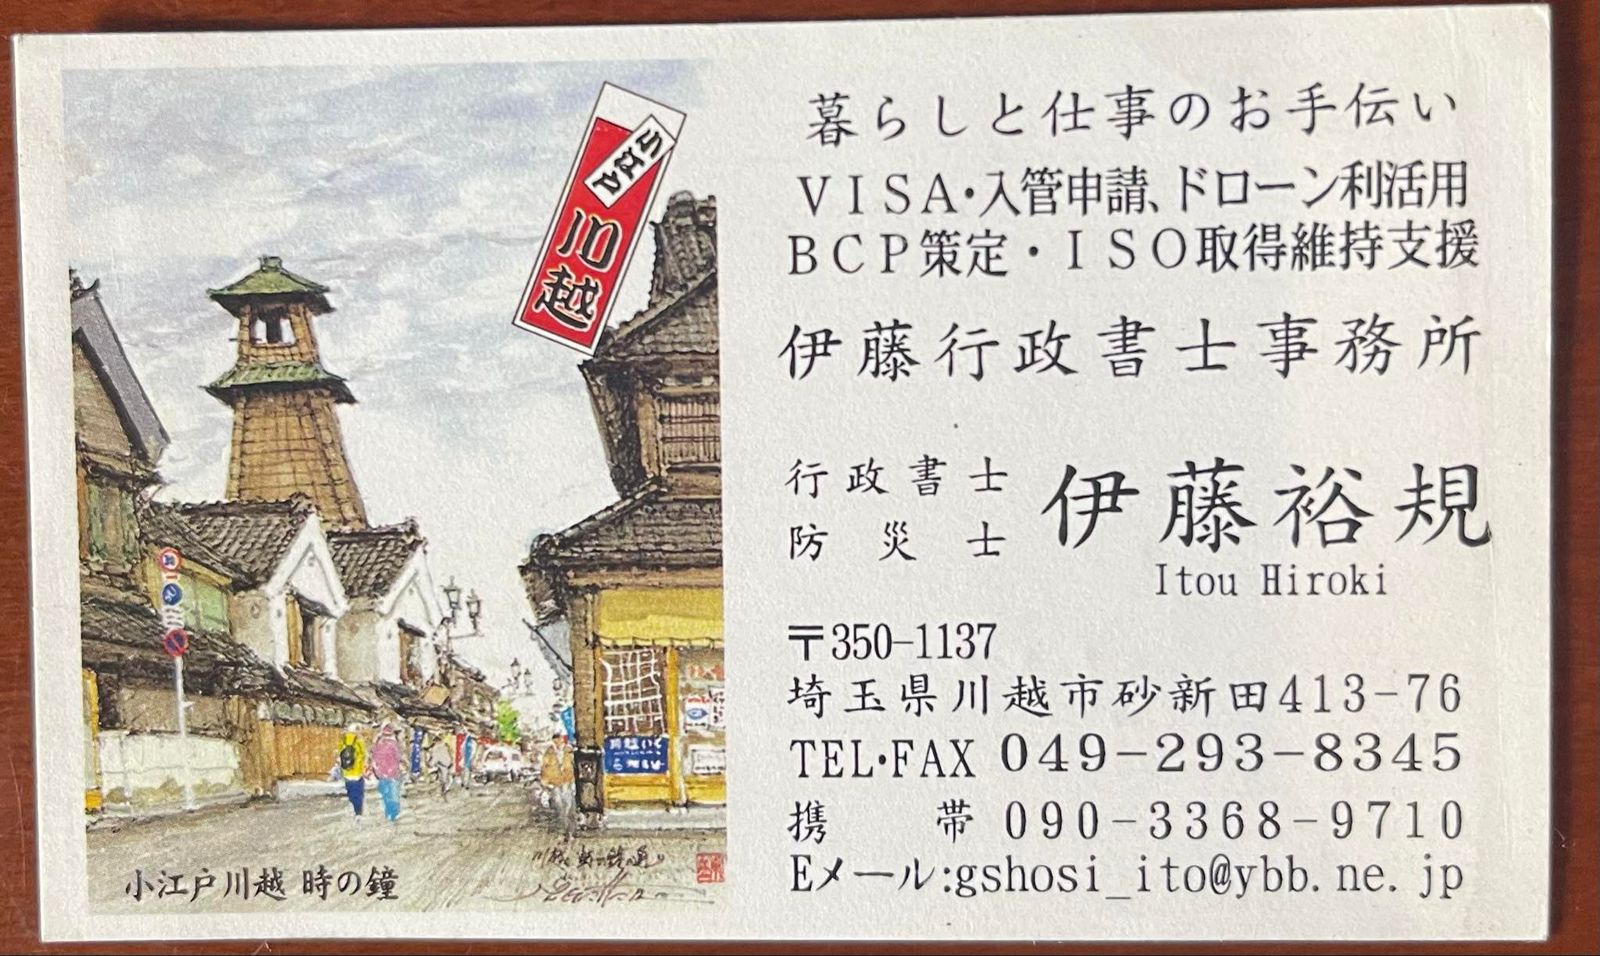 小江戸
川越
小江戸川越 時の鐘
暮らしと仕事のお手伝い
VISA・入管申請、ドローン利活用
BCP策定・ISO取得維持支援
伊藤行政書士事務所
行政書士
防災士
伊藤裕規
Itou Hiroki
〒350-1137
埼玉県川越市砂新田413-76
TEL・FAX 049-293-8345
携帯 090-3368-9710
Eメール:gshosi_ito@ybb.ne.jp